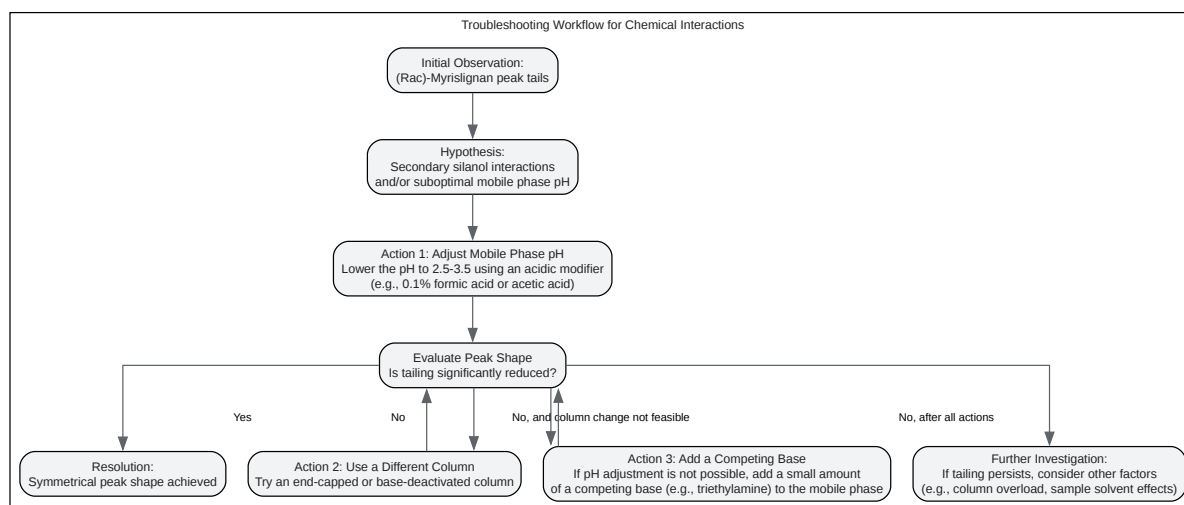 Troubleshooting Workflow for Chemical Interactions
Initial Observation:
(Rac)-Myrislignan peak tails
Hypothesis:
Secondary silanol interactions
and/or suboptimal mobile phase pH
Action 1: Adjust Mobile Phase pH
Lower the pH to 2.5-3.5 using an acidic modifier
(e.g., 0.1% formic acid or acetic acid)
Evaluate Peak Shape
Is tailing significantly reduced?
Yes
No
No, and column change not feasible
No, after all actions
Resolution:
Symmetrical peak shape achieved
Action 2: Use a Different Column
Try an end-capped or base-deactivated column
Action 3: Add a Competing Base
If pH adjustment is not possible, add a small amount
of a competing base (e.g., triethylamine) to the mobile phase
Further Investigation:
If tailing persists, consider other factors
(e.g., column overload, sample solvent effects)